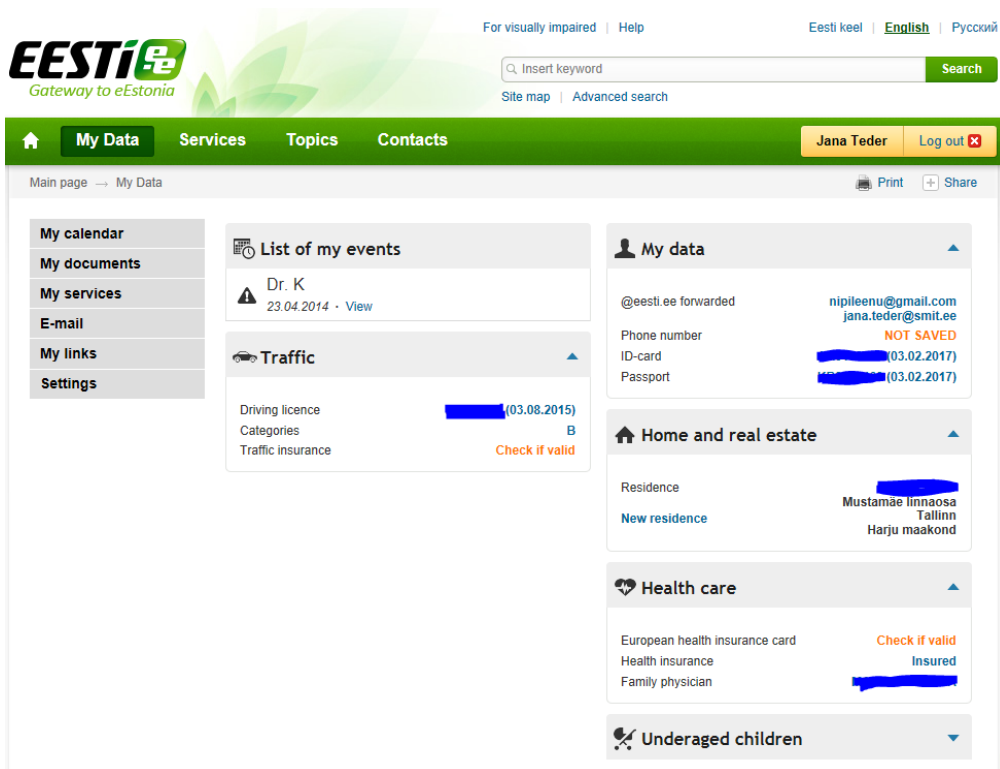 For visually impaired | Help
Eesti keel | English | Русский
EESTi ee
Gateway to eEstonia
Insert keyword
Search
Site map | Advanced search
My Data
Services
Topics
Contacts
Jana Teder
Log out
Main page → My Data
Print
Share
My calendar
My documents
My services
E-mail
My links
Settings
List of my events
Dr. K
23.04.2014 · View
Traffic
Driving licence (03.08.2015)
Categories B
Traffic insurance Check if valid
My data
@eesti.ee forwarded nipileenu@gmail.com
jana.teder@smit.ee
Phone number NOT SAVED
ID-card (03.02.2017)
Passport (03.02.2017)
Home and real estate
Residence
Mustamäe linnaosa
New residence Tallinn
Harju maakond
Health care
European health insurance card Check if valid
Health insurance Insured
Family physician
Underaged children